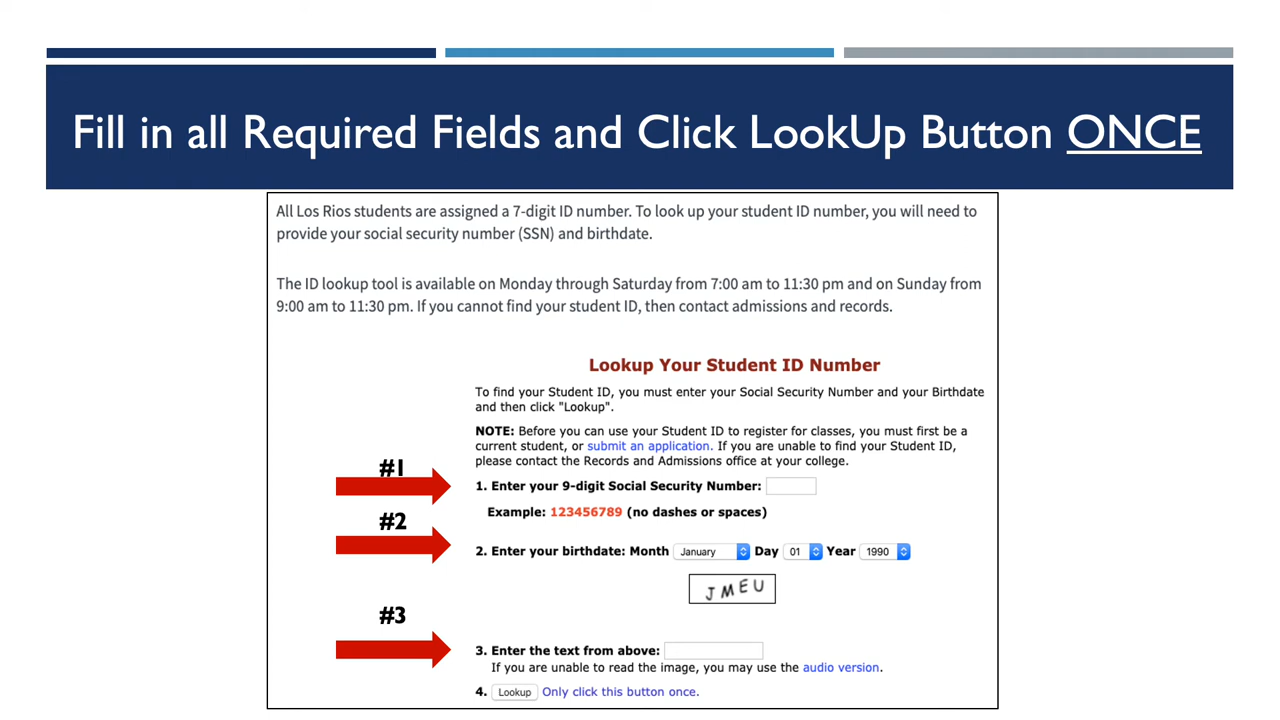 Fill in all Required Fields and Click LookUp Button ONCE
All Los Rios students are assigned a 7-digit ID number. To look up your student ID number, you will need to
provide your social security number (SSN) and birthdate.
The ID lookup tool is available on Monday through Saturday from 7:00 am to 11:30 pm and on Sunday from
9:00 am to 11:30 pm. If you cannot find your student ID, then contact admissions and records.
Lookup Your Student ID Number
To find your Student ID, you must enter your Social Security Number and your Birthdate
and then click "Lookup".
NOTE: Before you can use your Student ID to register for classes, you must first be a
current student, or submit an application. If you are unable to find your Student ID,
please contact the Records and Admissions office at your college.
#1
1. Enter your 9-digit Social Security Number:
Example: 123456789 (no dashes or spaces)
#2
2. Enter your birthdate: Month January Day 01 Year 1990
JMEU
#3
3. Enter the text from above:
If you are unable to read the image, you may use the audio version.
4. Lookup Only click this button once.